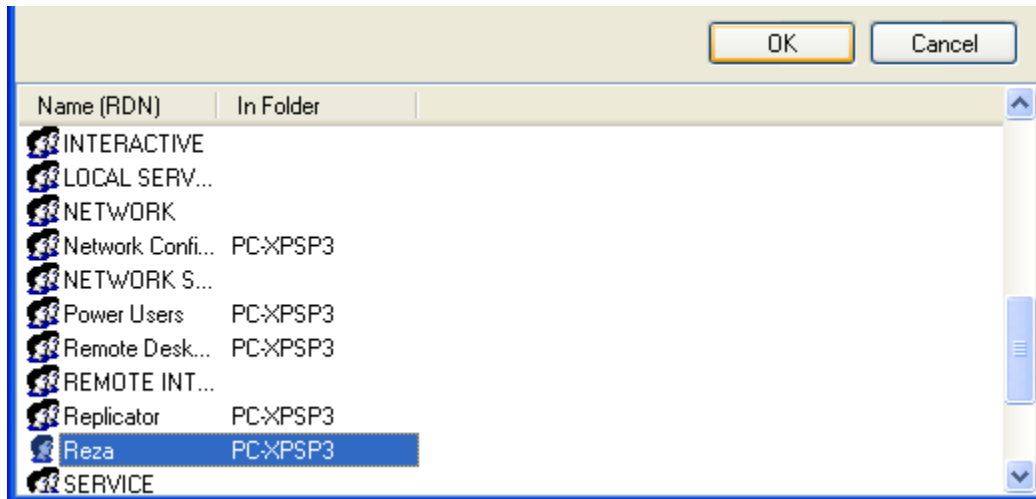 OK Cancel
Name (RDN) In Folder
INTERACTIVE
LOCAL SERV...
NETWORK
Network Confi... PC-XPSP3
NETWORK S...
Power Users PC-XPSP3
Remote Desk... PC-XPSP3
REMOTE INT...
Replicator PC-XPSP3
Reza PC-XPSP3
SERVICE